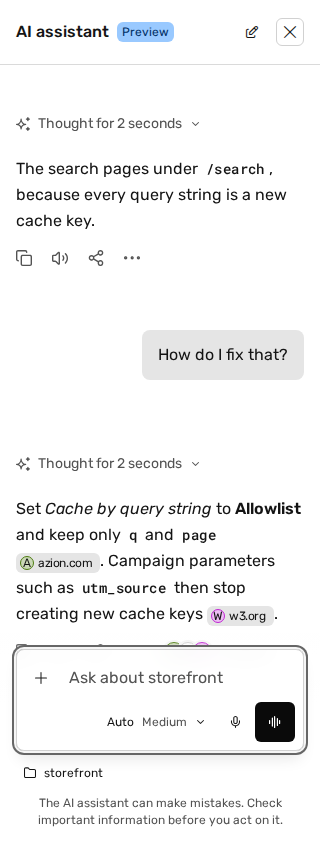 AI assistant Preview
Thought for 2 seconds
The search pages under /search,
because every query string is a new
cache key.
How do I fix that?
Thought for 2 seconds
Set Cache by query string to Allowlist
and keep only q and page
A azion.com. Campaign parameters
such as utm_source then stop
creating new cache keys W w3.org.
Ask about storefront
Auto Medium
storefront
The AI assistant can make mistakes. Check
important information before you act on it.